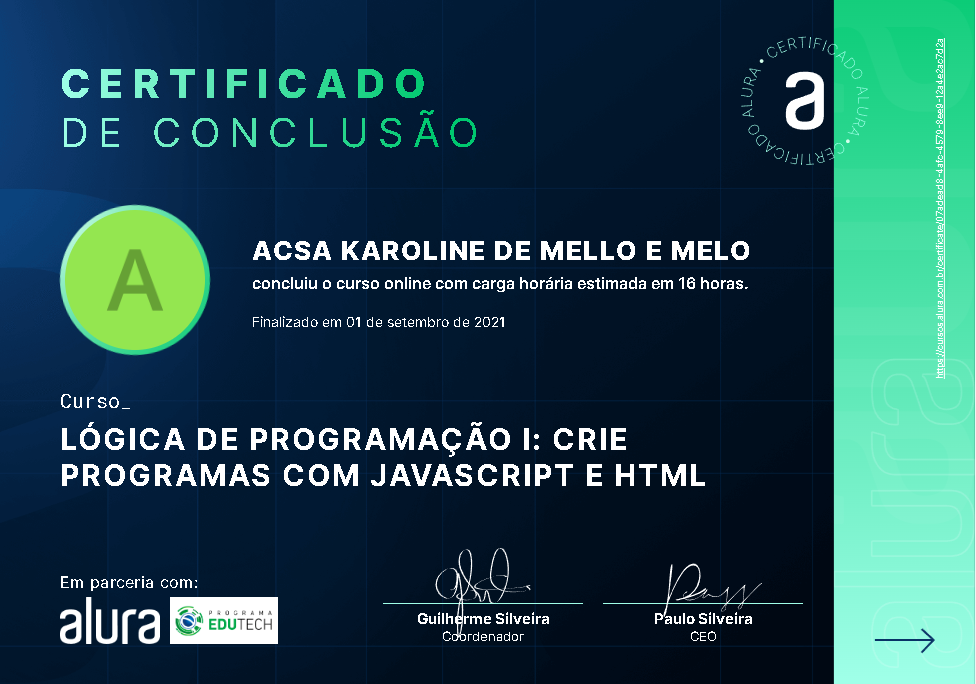 CERTIFICADO
DE CONCLUSÃO
CERTIFICADO ALURA • CERTIFICADO ALURA •
a
A
ACSA KAROLINE DE MELLO E MELO
concluiu o curso online com carga horária estimada em 16 horas.
Finalizado em 01 de setembro de 2021
Curso_
LÓGICA DE PROGRAMAÇÃO I: CRIE
PROGRAMAS COM JAVASCRIPT E HTML
Em parceria com:
alura
PROGRAMA
EDUTECH
Guilherme Silveira
Coordenador
Paulo Silveira
CEO
alura